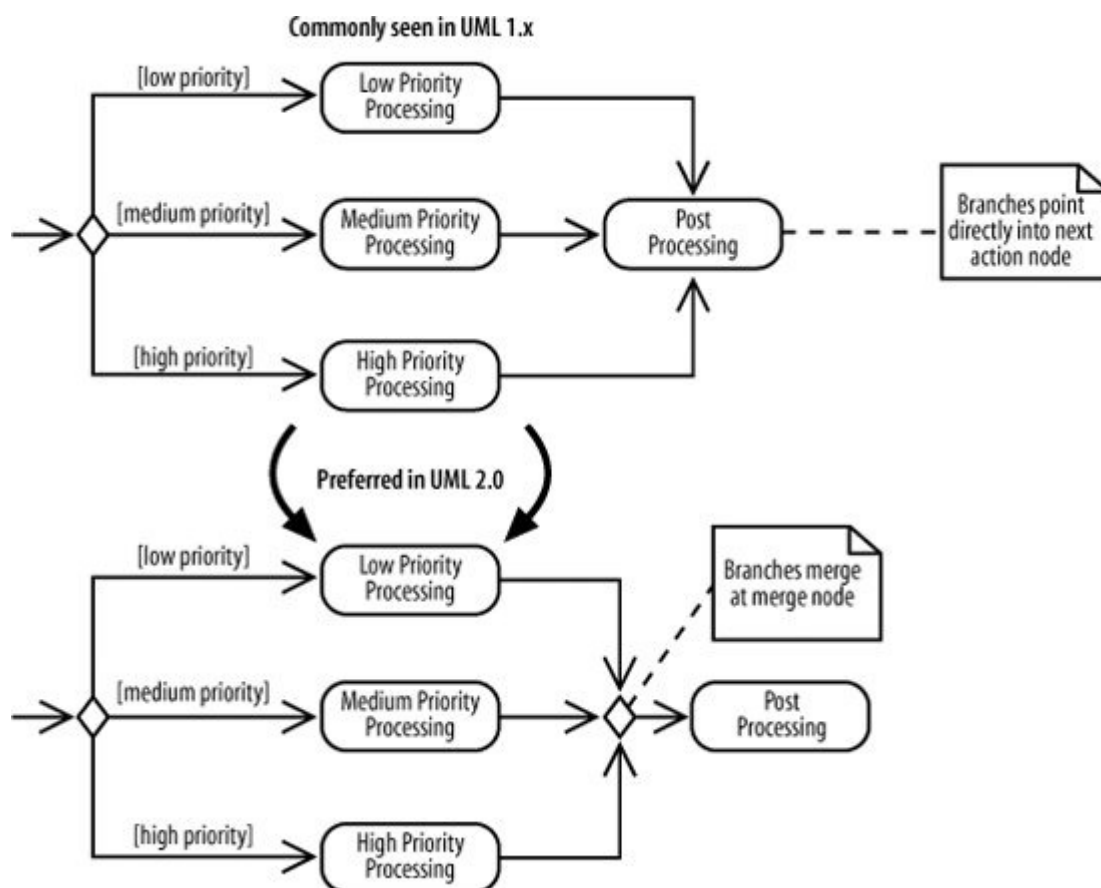 Commonly seen in UML 1.x
[low priority]
Low Priority
Processing
[medium priority]
Medium Priority
Processing
Post
Processing
Branches point
directly into next
action node
[high priority]
High Priority
Processing
Preferred in UML 2.0
[low priority]
Low Priority
Processing
Branches merge
at merge node
[medium priority]
Medium Priority
Processing
Post
Processing
[high priority]
High Priority
Processing